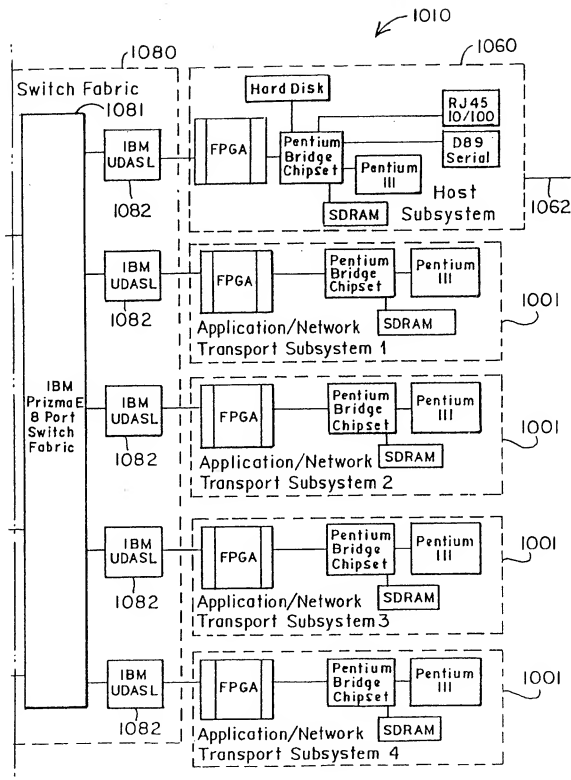 1010
1080
1060
Switch Fabric
1081
Hard Disk
RJ45
10/100
IBM
UDASL
FPGA
Pentium
Bridge
Chipset
D89
Serial
Pentium
III
1082
SDRAM
Host
Subsystem
1062
IBM
UDASL
FPGA
Pentium
Bridge
Chipset
Pentium
III
1082
SDRAM
1001
Application/Network
Transport Subsystem 1
IBM
PrizmaE
8 Port
Switch
Fabric
IBM
UDASL
FPGA
Pentium
Bridge
Chipset
Pentium
III
1082
SDRAM
1001
Application/Network
Transport Subsystem 2
IBM
UDASL
FPGA
Pentium
Bridge
Chipset
Pentium
III
1082
SDRAM
1001
Application/Network
Transport Subsystem 3
IBM
UDASL
FPGA
Pentium
Bridge
Chipset
Pentium
III
1082
SDRAM
1001
Application/Network
Transport Subsystem 4